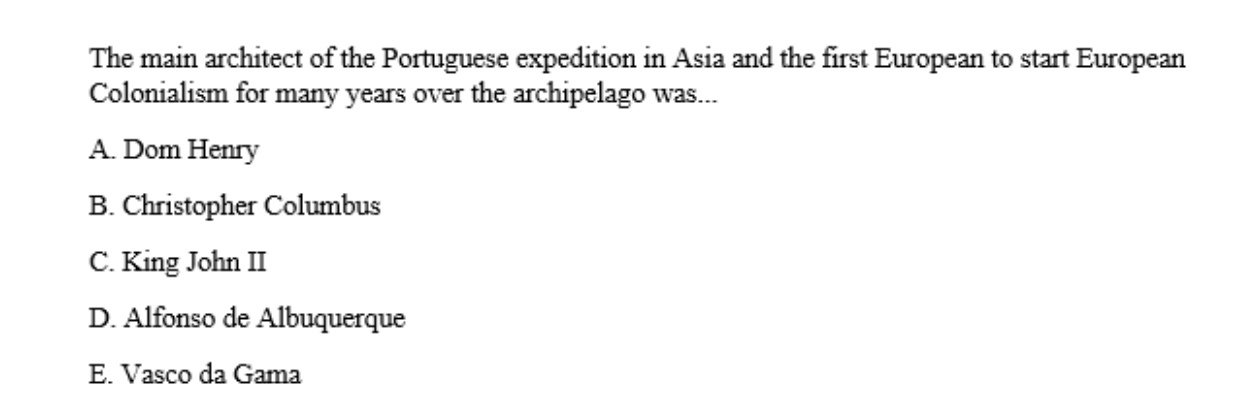 The main architect of the Portuguese expedition in Asia and the first European to start European
Colonialism for many years over the archipelago was...
A. Dom Henry
B. Christopher Columbus
C. King John II
D. Alfonso de Albuquerque
E. Vasco da Gama